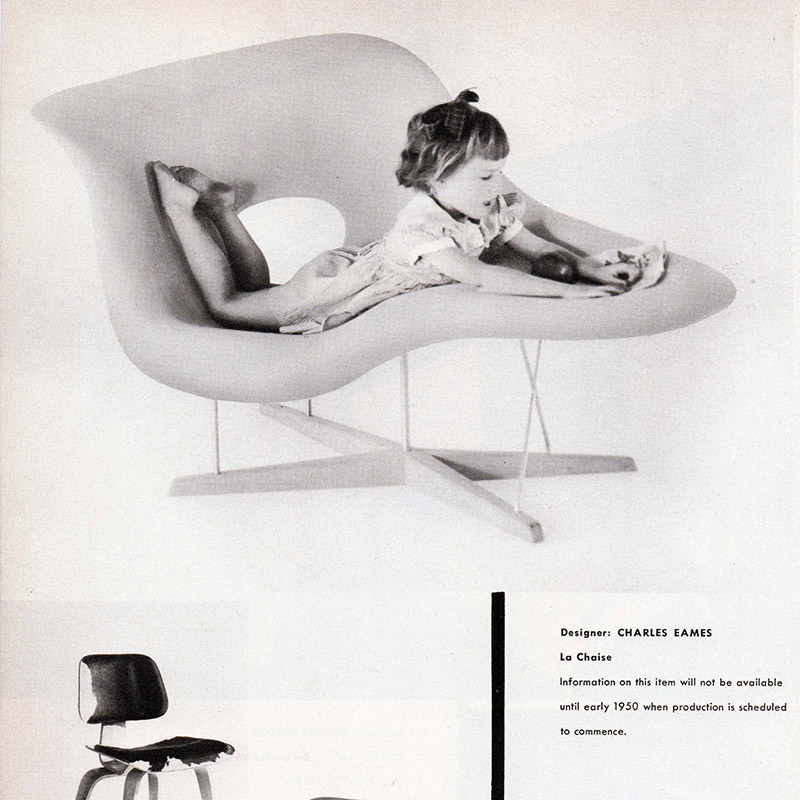 Designer: CHARLES EAMES
La Chaise
Information on this item will not be available
until early 1950 when production is scheduled
to commence.